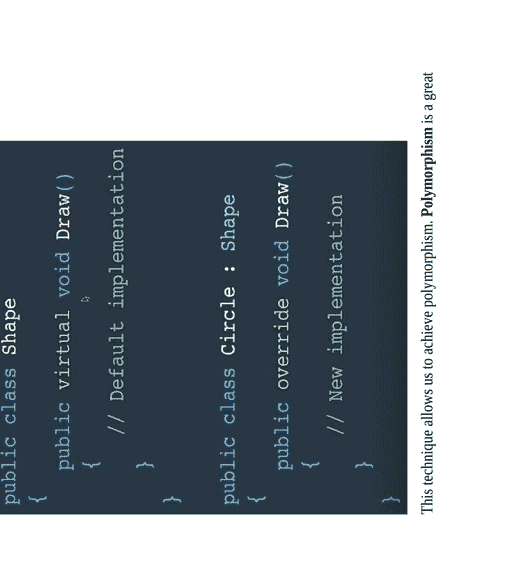 public class Shape
{
public virtual void Draw()
{
// Default implementation
}
}
public class Circle : Shape
{
public override void Draw()
{
// New implementation
}
}
This technique allows us to achieve polymorphism. Polymorphism is a great